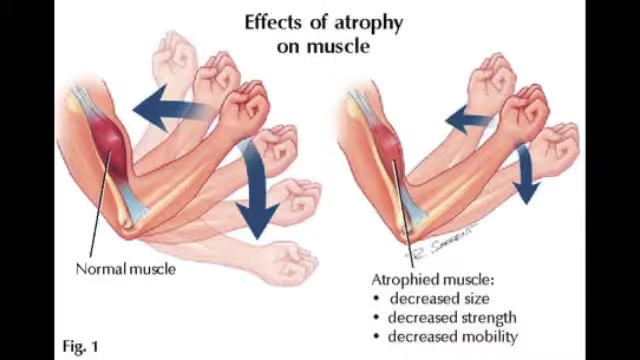 Effects of atrophy
on muscle
Normal muscle
Atrophied muscle:
• decreased size
• decreased strength
• decreased mobility
Fig. 1